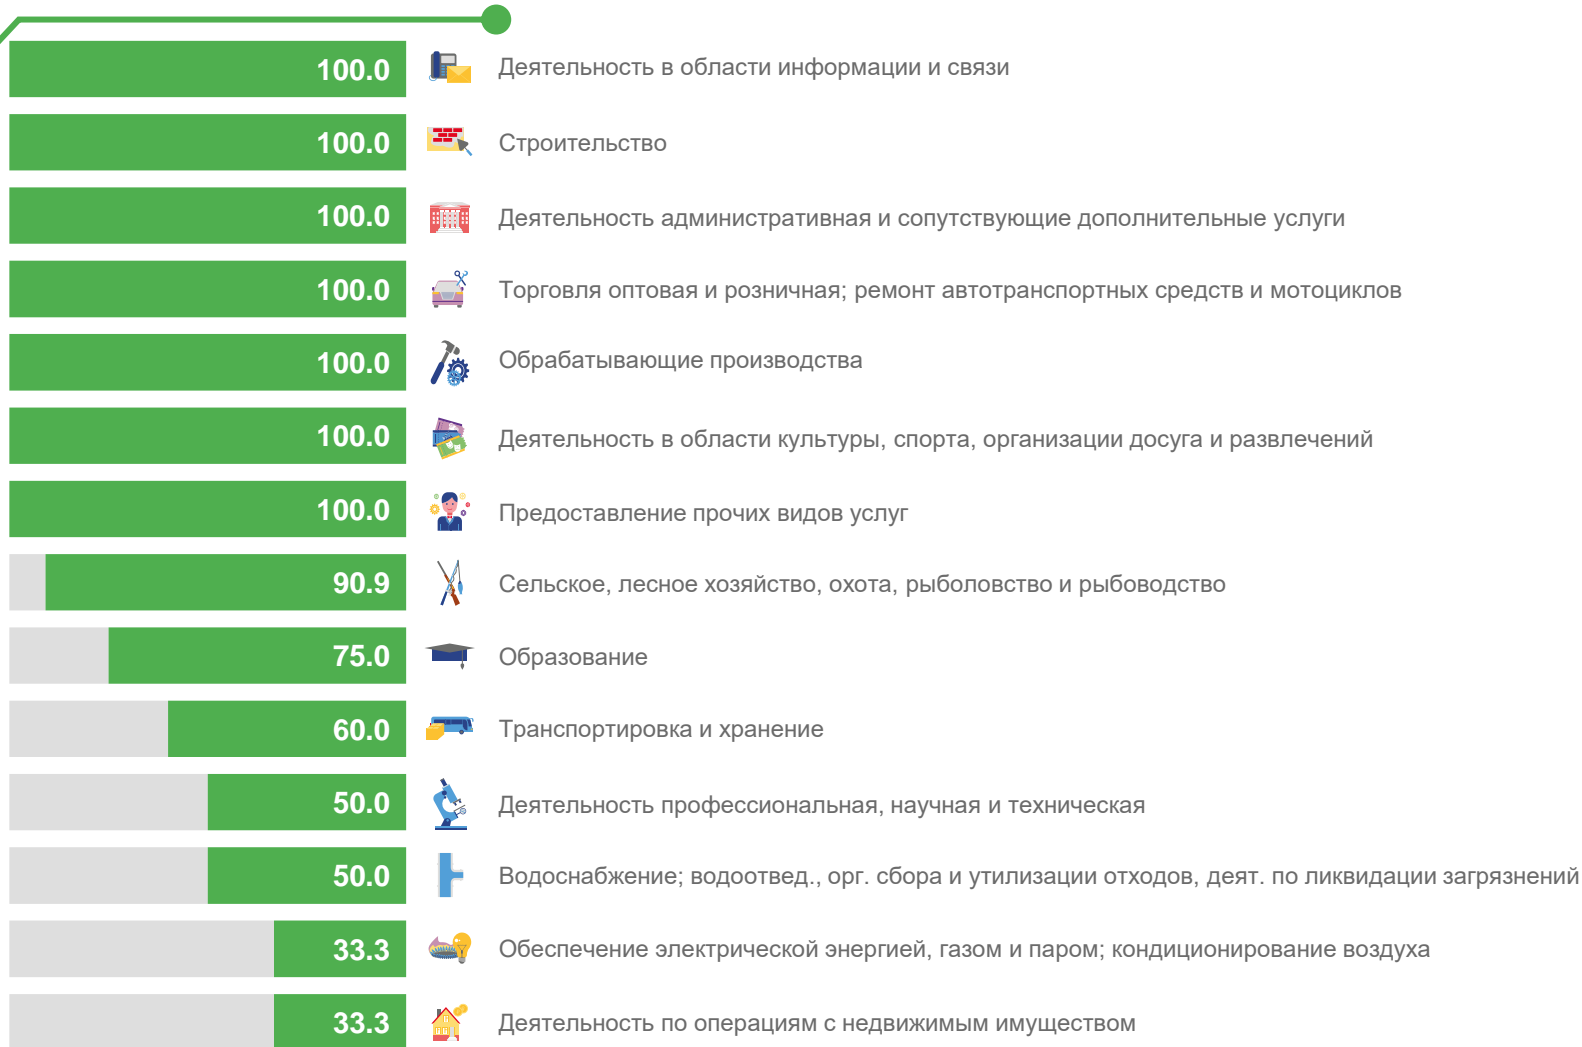 100.0 Деятельность в области информации и связи
100.0 Строительство
100.0 Деятельность административная и сопутствующие дополнительные услуги
100.0 Торговля оптовая и розничная; ремонт автотранспортных средств и мотоциклов
100.0 Обрабатывающие производства
100.0 Деятельность в области культуры, спорта, организации досуга и развлечений
100.0 Предоставление прочих видов услуг
90.9 Сельское, лесное хозяйство, охота, рыболовство и рыбоводство
75.0 Образование
60.0 Транспортировка и хранение
50.0 Деятельность профессиональная, научная и техническая
50.0 Водоснабжение; водоотвед., орг. сбора и утилизации отходов, деят. по ликвидации загрязнений
33.3 Обеспечение электрической энергией, газом и паром; кондиционирование воздуха
33.3 Деятельность по операциям с недвижимым имуществом